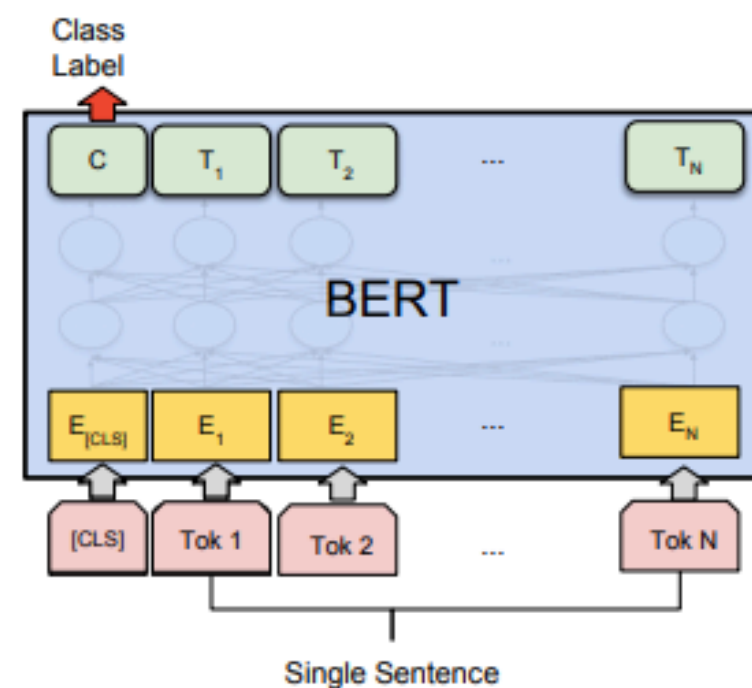 Class
Label
C T1 T2 ... TN
...
BERT
...
E[CLS] E1 E2 ... EN
[CLS] Tok 1 Tok 2 ... Tok N
Single Sentence